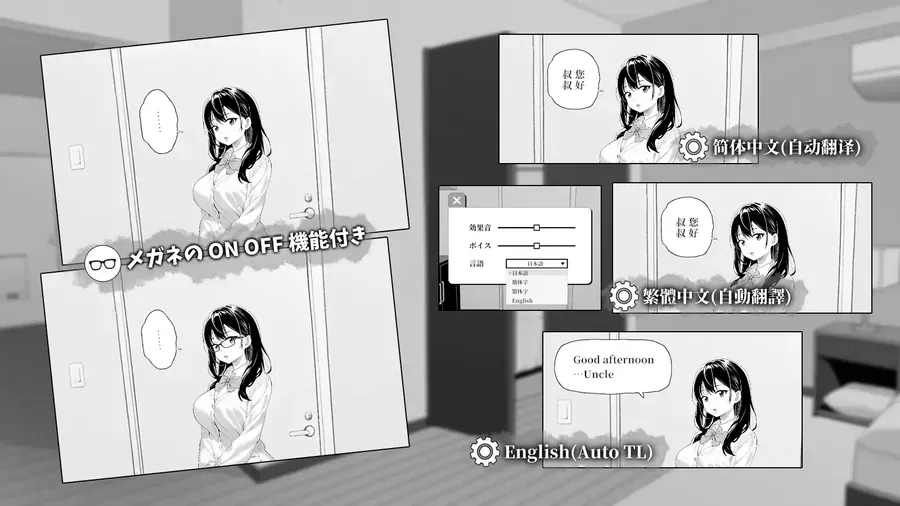 ……
メガネの ON OFF 機能付き
……
您好
叔叔
简体中文(自动翻译)
効果音
ボイス
言語
日本語
日本語
簡体字
繁体字
English
您好
叔叔
繁體中文(自動翻譯)
Good afternoon
…Uncle
English(Auto TL)